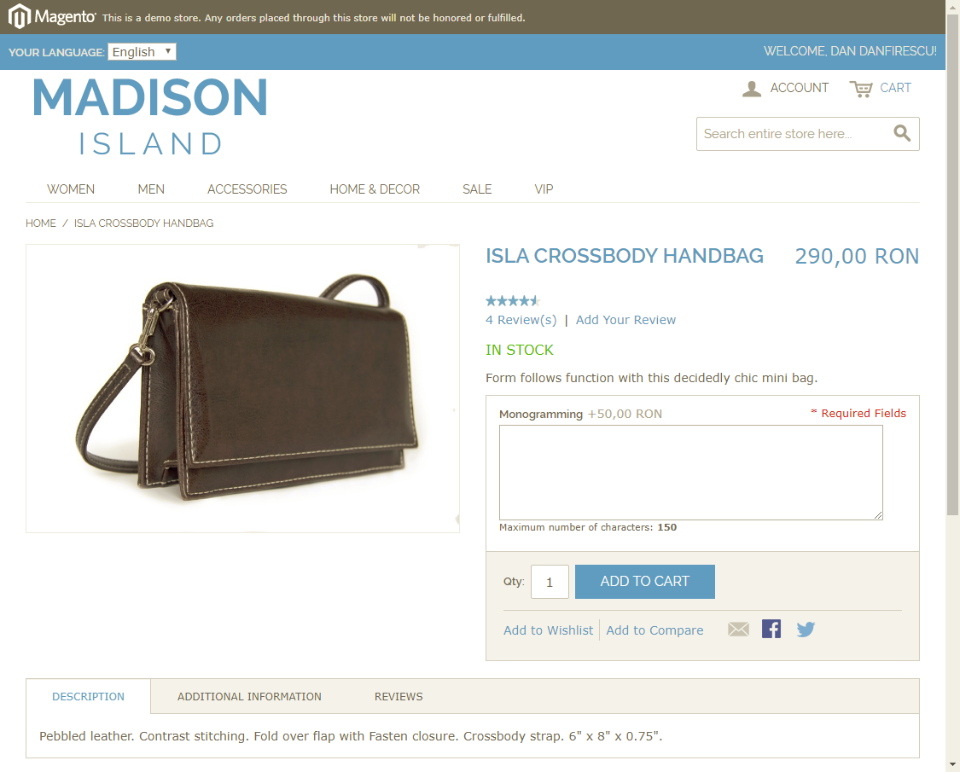 Magento This is a demo store. Any orders placed through this store will not be honored or fulfilled.
YOUR LANGUAGE: English
WELCOME, DAN DANFIRESCU!
MADISON
ISLAND
ACCOUNT
CART
Search entire store here...
WOMEN MEN ACCESSORIES HOME & DECOR SALE VIP
HOME / ISLA CROSSBODY HANDBAG
ISLA CROSSBODY HANDBAG 290,00 RON
4 Review(s) | Add Your Review
IN STOCK
Form follows function with this decidedly chic mini bag.
Monogramming +50,00 RON * Required Fields
Maximum number of characters: 150
Qty: 1 ADD TO CART
Add to Wishlist Add to Compare
DESCRIPTION ADDITIONAL INFORMATION REVIEWS
Pebbled leather. Contrast stitching. Fold over flap with Fasten closure. Crossbody strap. 6" x 8" x 0.75".